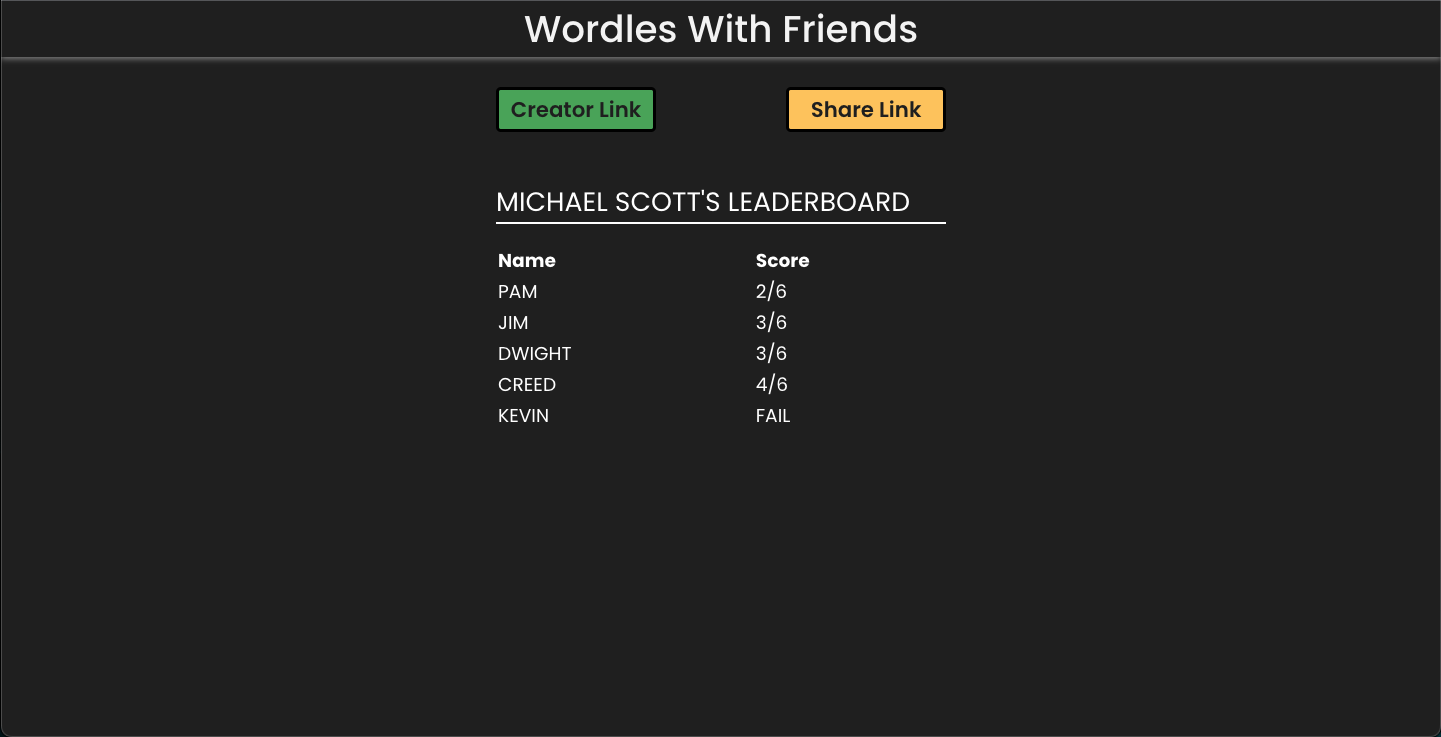 Wordles With Friends
Creator Link Share Link
MICHAEL SCOTT'S LEADERBOARD
Name Score
PAM 2/6
JIM 3/6
DWIGHT 3/6
CREED 4/6
KEVIN FAIL